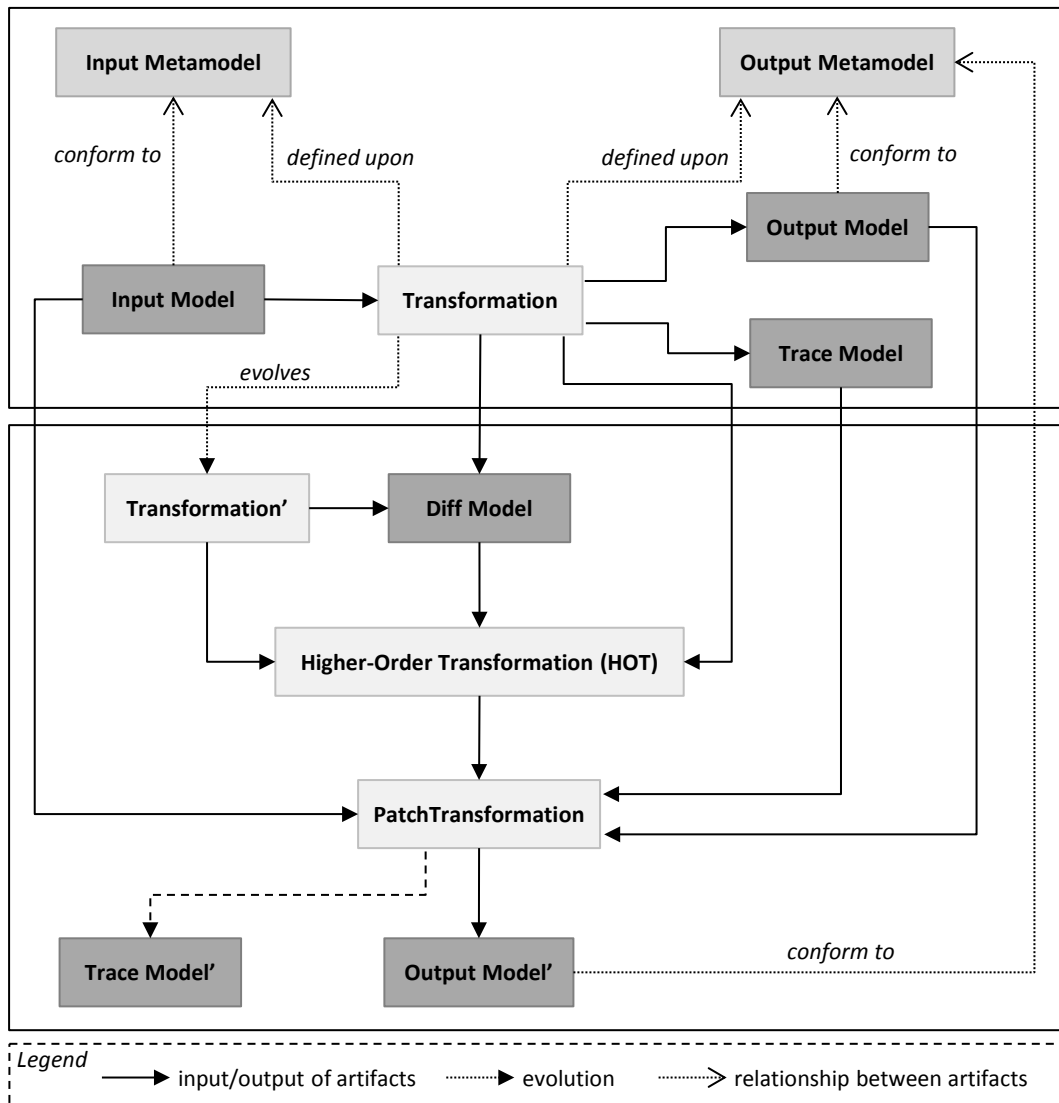 Input Metamodel
Output Metamodel
conform to
defined upon
defined upon
conform to
Output Model
Input Model
Transformation
Trace Model
evolves
Transformation’
Diff Model
Higher-Order Transformation (HOT)
PatchTransformation
Trace Model’
Output Model’
conform to
Legend
input/output of artifacts
evolution
relationship between artifacts